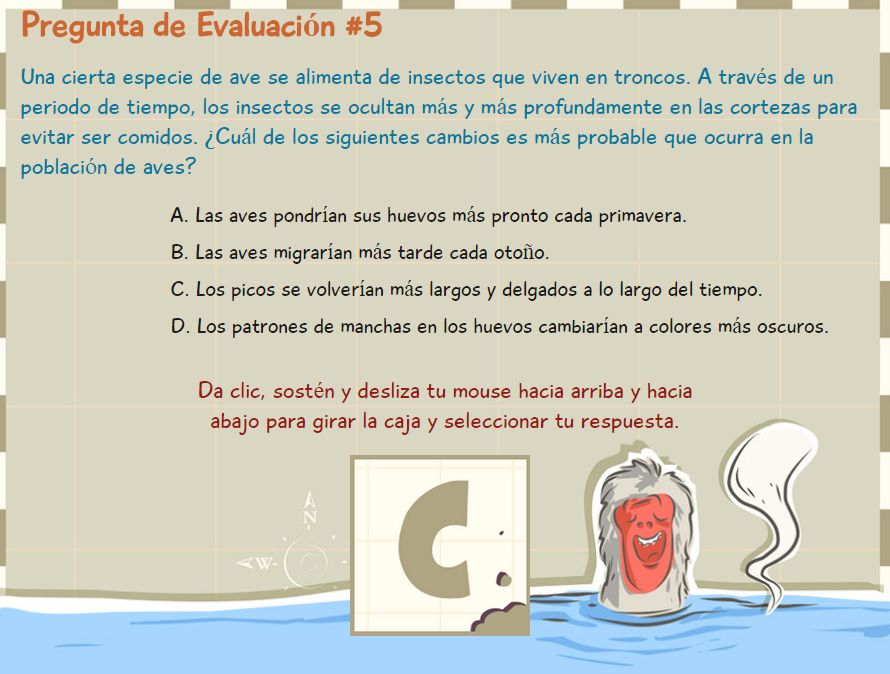 Pregunta de Evaluación #5
Una cierta especie de ave se alimenta de insectos que viven en troncos. A través de un
periodo de tiempo, los insectos se ocultan más y más profundamente en las cortezas para
evitar ser comidos. ¿Cuál de los siguientes cambios es más probable que ocurra en la
población de aves?
A. Las aves pondrían sus huevos más pronto cada primavera.
B. Las aves migrarían más tarde cada otoño.
C. Los picos se volverían más largos y delgados a lo largo del tiempo.
D. Los patrones de manchas en los huevos cambiarían a colores más oscuros.
Da clic, sostén y desliza tu mouse hacia arriba y hacia
abajo para girar la caja y seleccionar tu respuesta.
C
N
W